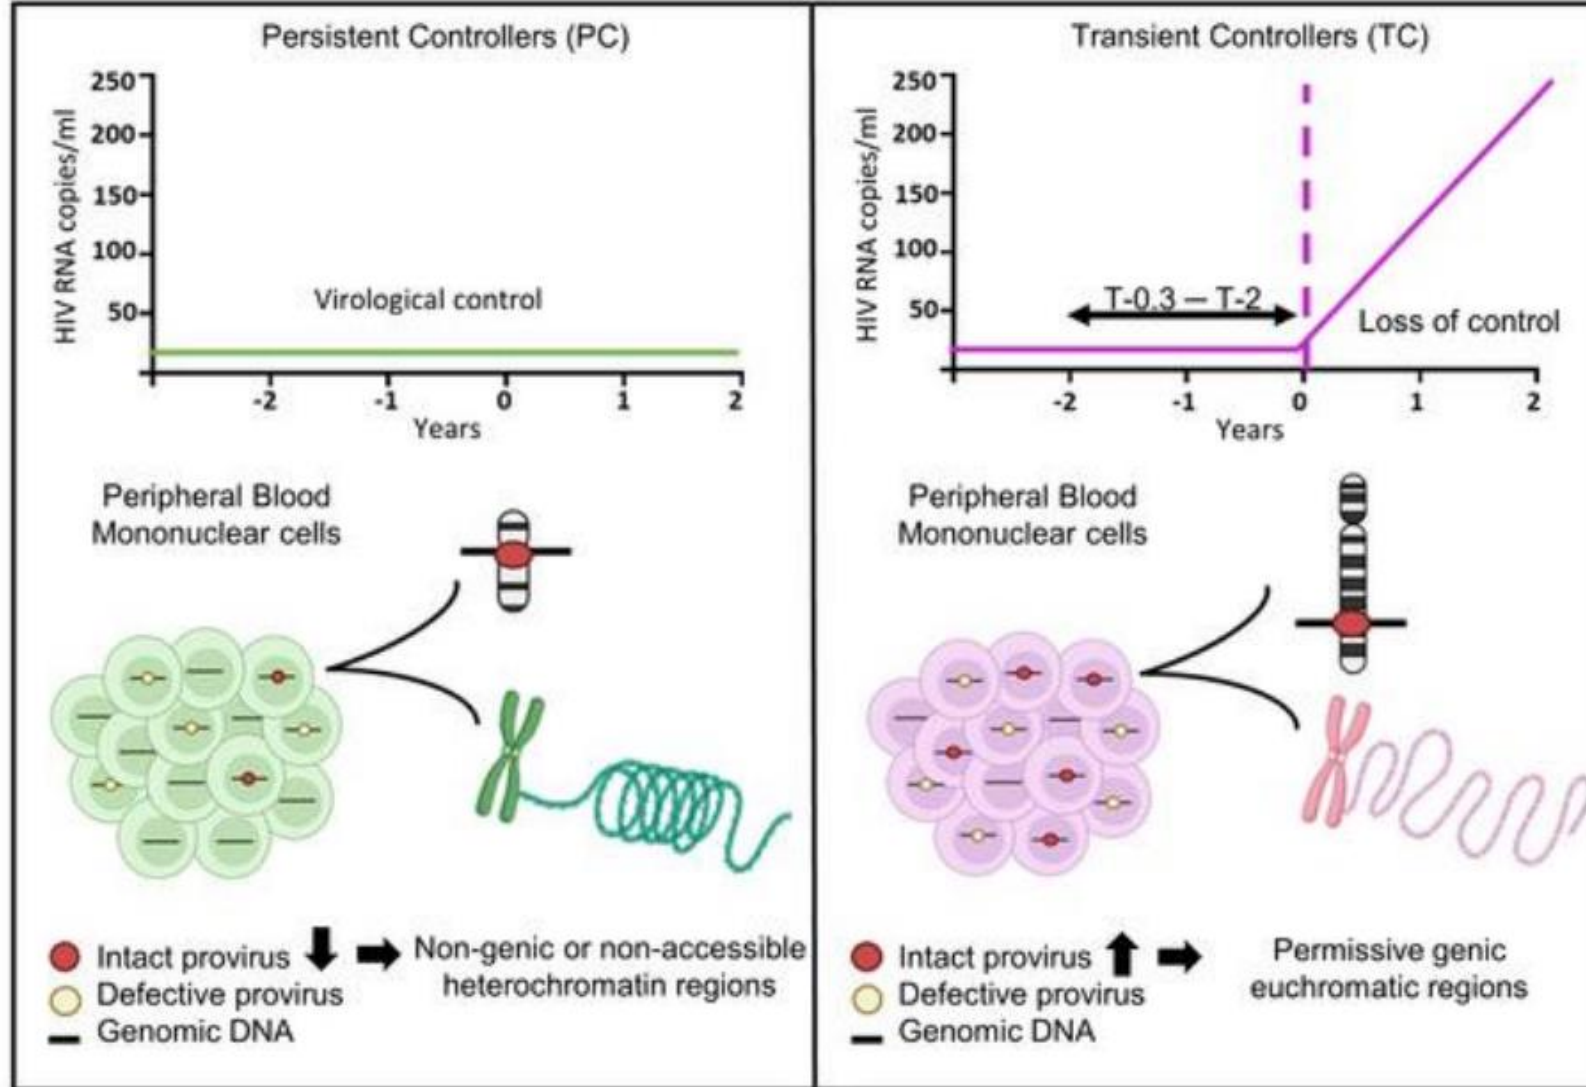 Persistent Controllers (PC)
250
200
150
100
50
HIV RNA copies/ml
Virological control
-2
-1
0
1
2
Years
Peripheral Blood
Mononuclear cells
Intact provirus
Defective provirus
Genomic DNA
Non-genic or non-accessible
heterochromatin regions
Transient Controllers (TC)
250
200
150
100
50
HIV RNA copies/ml
T-0.3 – T-2
Loss of control
-2
-1
0
1
2
Years
Peripheral Blood
Mononuclear cells
Intact provirus
Defective provirus
Genomic DNA
Permissive genic
euchromatic regions